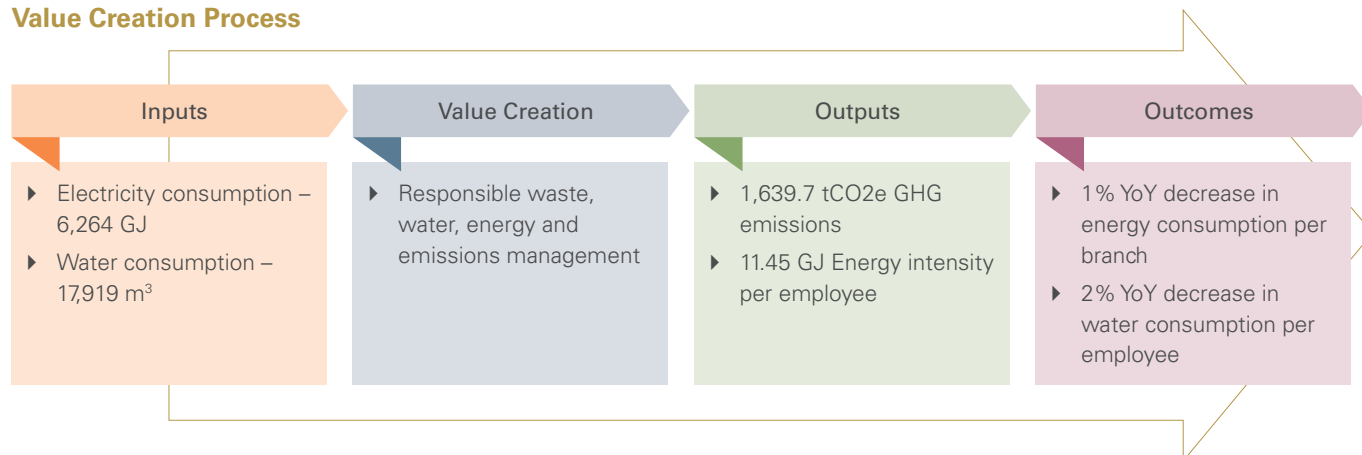 Value Creation Process
Inputs
Value Creation
Outputs
Outcomes
Electricity consumption –
6,264 GJ
Water consumption –
17,919 m³
Responsible waste,
water, energy and
emissions management
1,639.7 tCO2e GHG
emissions
11.45 GJ Energy intensity
per employee
1% YoY decrease in
energy consumption per
branch
2% YoY decrease in
water consumption per
employee